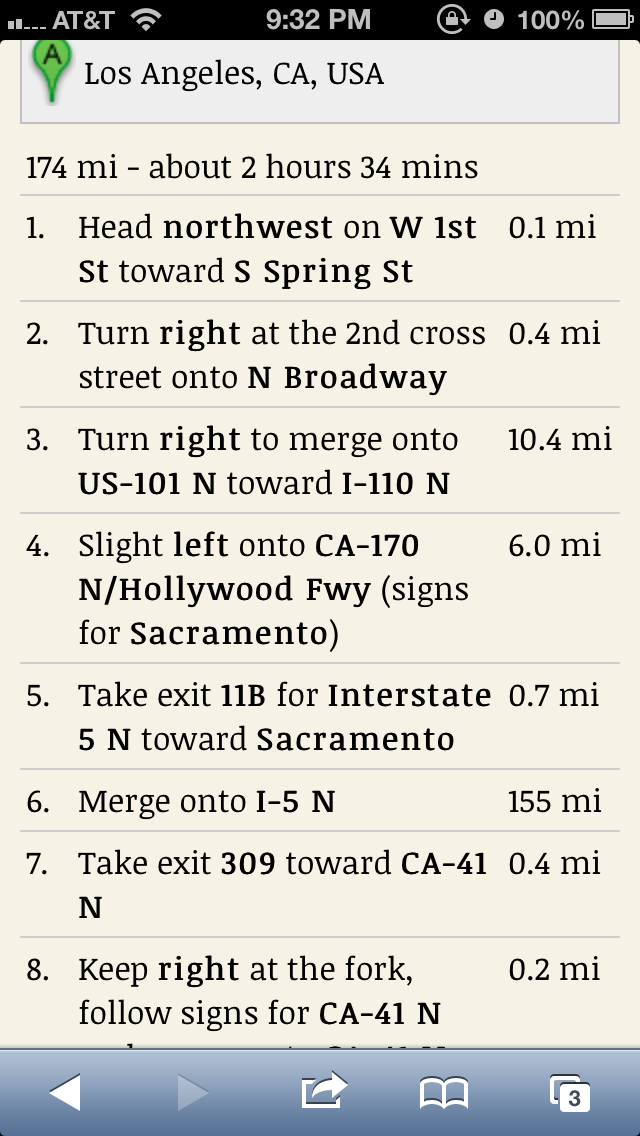 AT&T 9:32 PM 100%
A
Los Angeles, CA, USA
174 mi - about 2 hours 34 mins
1. Head northwest on W 1st 0.1 mi
St toward S Spring St
2. Turn right at the 2nd cross 0.4 mi
street onto N Broadway
3. Turn right to merge onto 10.4 mi
US-101 N toward I-110 N
4. Slight left onto CA-170 6.0 mi
N/Hollywood Fwy (signs
for Sacramento)
5. Take exit 11B for Interstate 0.7 mi
5 N toward Sacramento
6. Merge onto I-5 N 155 mi
7. Take exit 309 toward CA-41 0.4 mi
N
8. Keep right at the fork, 0.2 mi
follow signs for CA-41 N
3